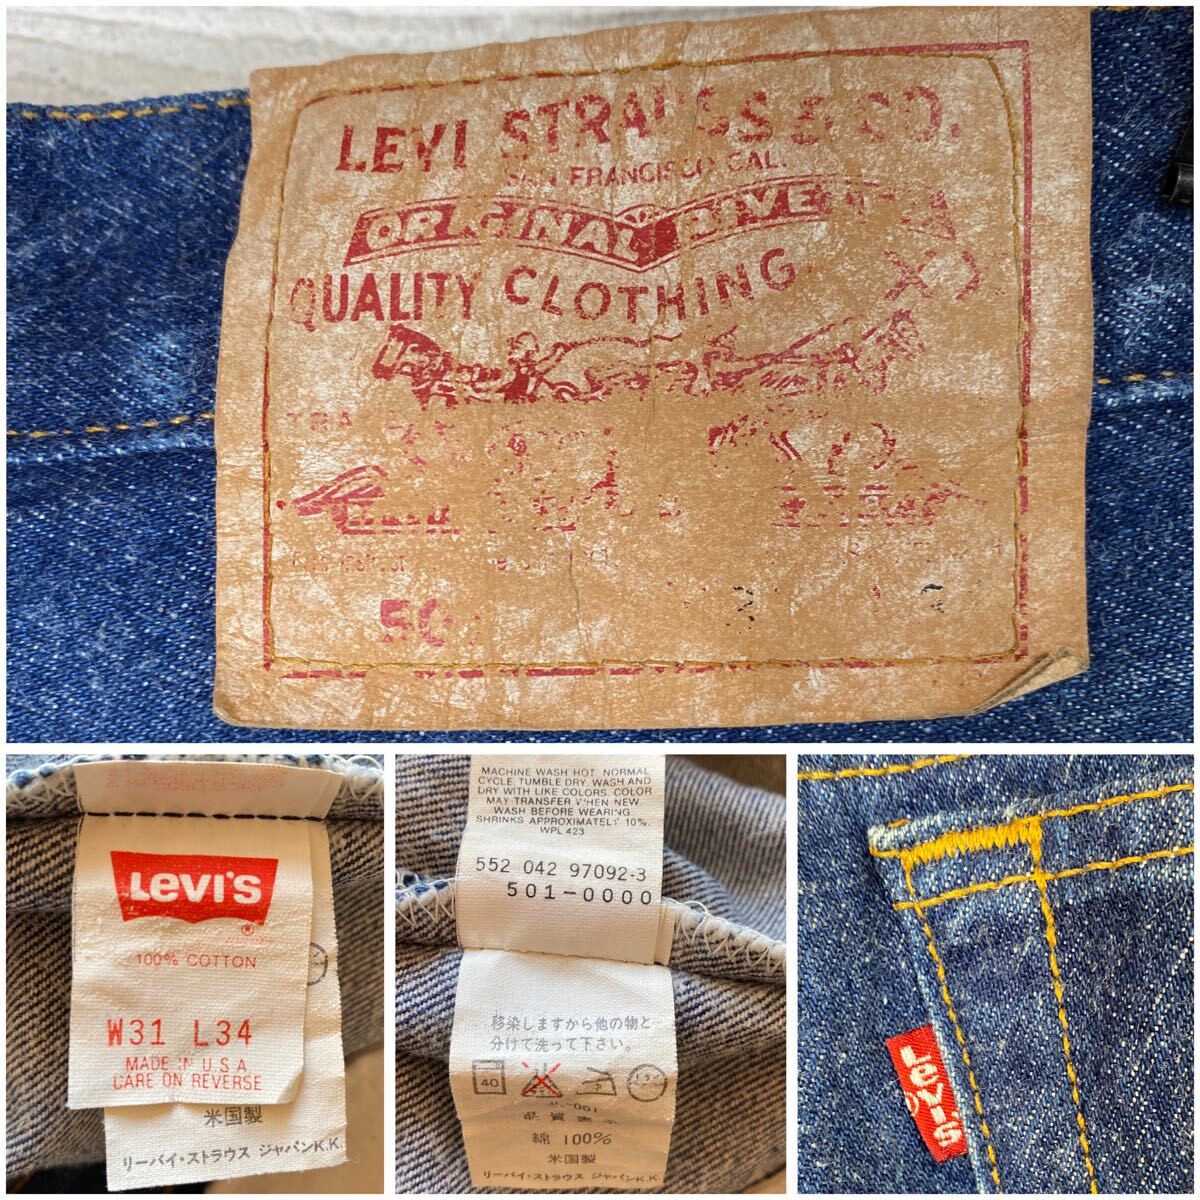 LEVI STRAUSS & CO.
SAN FRANCISCO CAL.
ORIGINAL RIVETED
QUALITY CLOTHING
LEVI'S
®
100% COTTON
W31 L34
MADE IN U.S.A
CARE ON REVERSE
米国製
リーバイ・ストラウス ジャパンK.K.
MACHINE WASH HOT. NORMAL
CYCLE. TUMBLE DRY. WASH AND
DRY WITH LIKE COLORS. COLOR
MAY TRANSFER WHEN NEW
WASH BEFORE WEARING.
SHRINKS APPROXIMATELY 10%.
WPL 423
552 042 97092-3
501-0000
移染しますから他の物と
分けて洗って下さい。
40
品質表示
綿 100%
米国製
リーバイ・ストラウス ジャパンK.K
LEVI'S